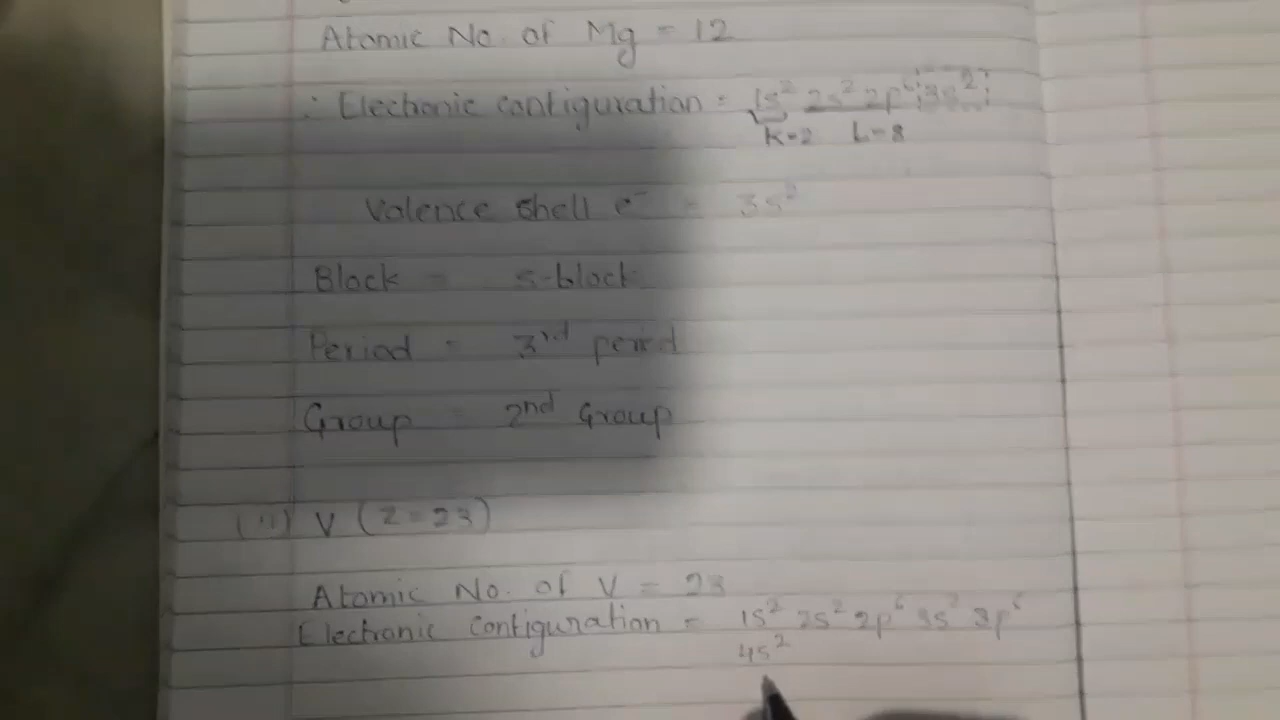 Atomic No. of Mg = 12
∴ Electronic configuration = 1s² 2s² 2p⁶ 3s²
K=2 L=8
Valence shell e⁻ = 3s²
Block = s-block
Period = 3rd period
Group = 2nd Group
(ii) V (Z=23)
Atomic No. of V = 23
Electronic configuration = 1s² 2s² 2p⁶ 3s² 3p⁶
4s²